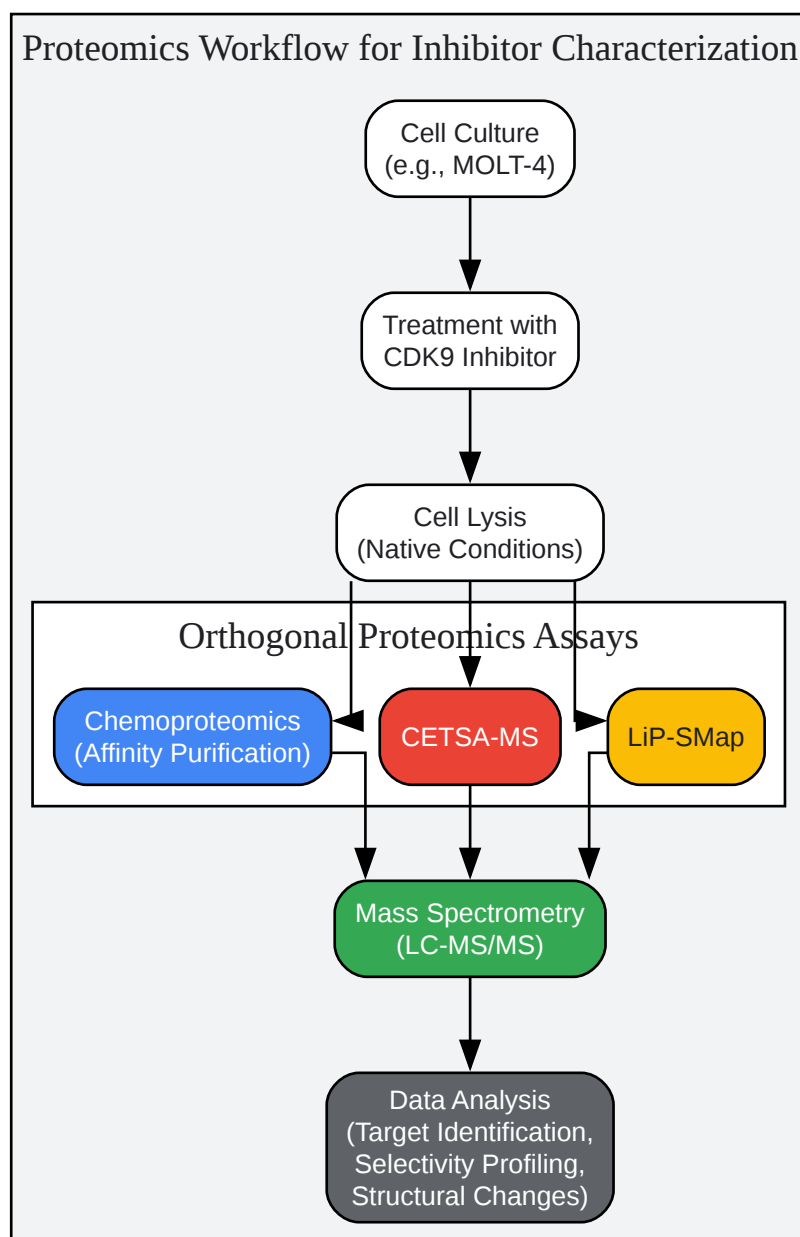 Proteomics Workflow for Inhibitor Characterization
Cell Culture
(e.g., MOLT-4)
Treatment with
CDK9 Inhibitor
Cell Lysis
(Native Conditions)
Orthogonal Proteomics Assays
Chemoproteomics
(Affinity Purification)
CETSA-MS
LiP-SMap
Mass Spectrometry
(LC-MS/MS)
Data Analysis
(Target Identification,
Selectivity Profiling,
Structural Changes)